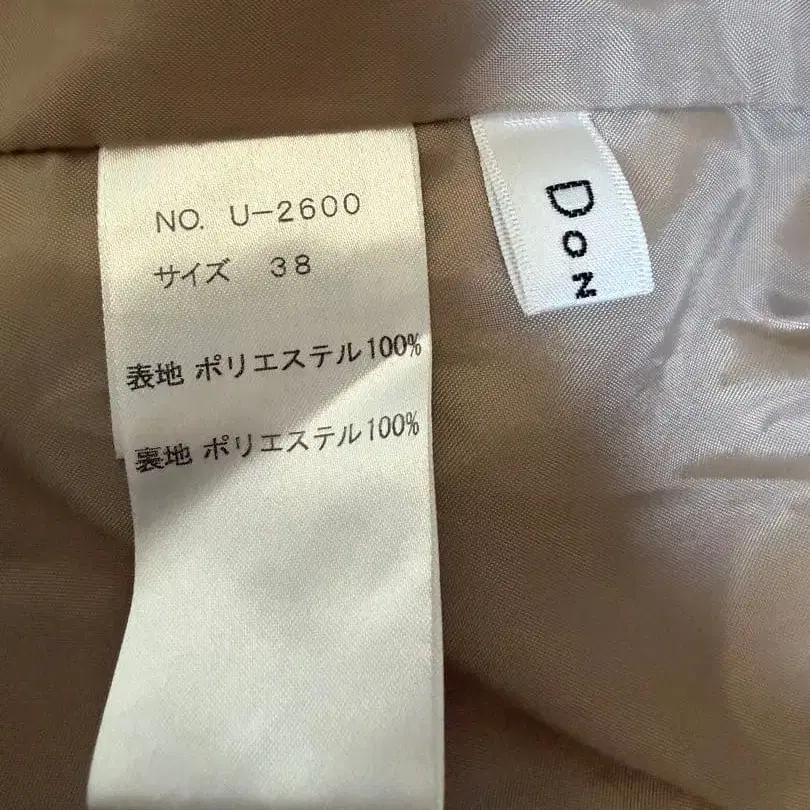 NO. U-2600
サイズ 38
表地 ポリエステル100%
裏地 ポリエステル100%
DON